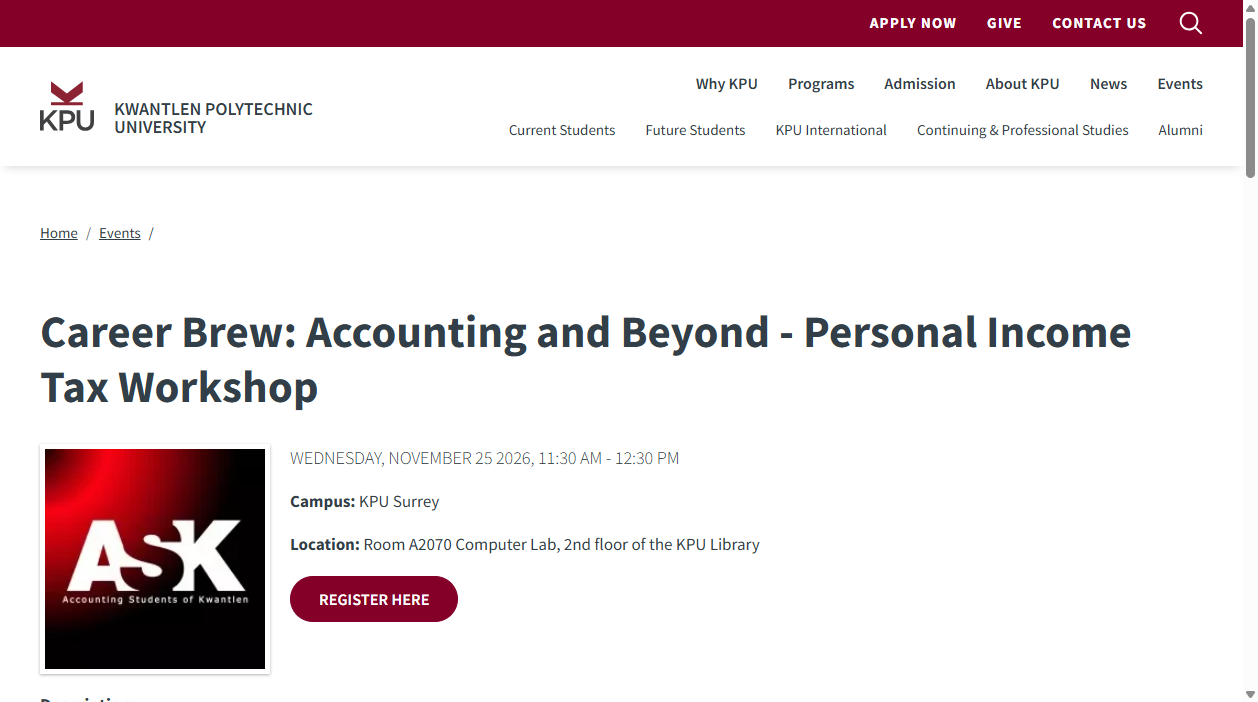 APPLY NOW GIVE CONTACT US
Why KPU Programs Admission About KPU News Events
KPU KWANTLEN POLYTECHNIC
UNIVERSITY
Current Students Future Students KPU International Continuing & Professional Studies Alumni
Home / Events /
Career Brew: Accounting and Beyond - Personal Income
Tax Workshop
ASK
Accounting Students of Kwantlen
WEDNESDAY, NOVEMBER 25 2026, 11:30 AM - 12:30 PM
Campus: KPU Surrey
Location: Room A2070 Computer Lab, 2nd floor of the KPU Library
REGISTER HERE